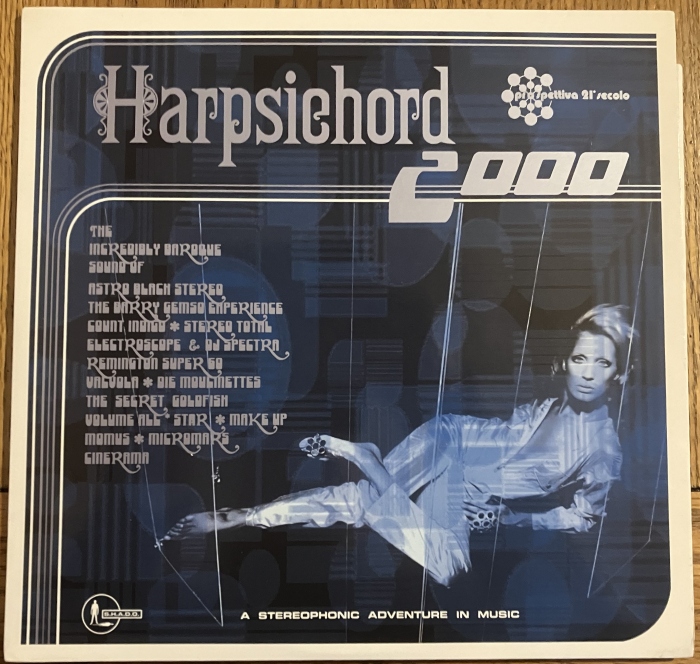 Harpsichord
2000
prospettiva 21° secolo
THE
INCREDIBLY BAROQUE
SOUND OF
ASTRO BLACK STEREO
THE BARRY GEMSO EXPERIENCE
COUNT INDIGO * STEREO TOTAL
ELECTROSCOPE & DJ SPECTRA
REMINGTON SUPER 60
VALVOLA * DIE MOULINETTES
THE SECRET GOLDFISH
VOLUME ALL * STAR * MAKE UP
MOMUS * MICROMARS
CINERAMA
S.H.A.D.O.
A STEREOPHONIC ADVENTURE IN MUSIC